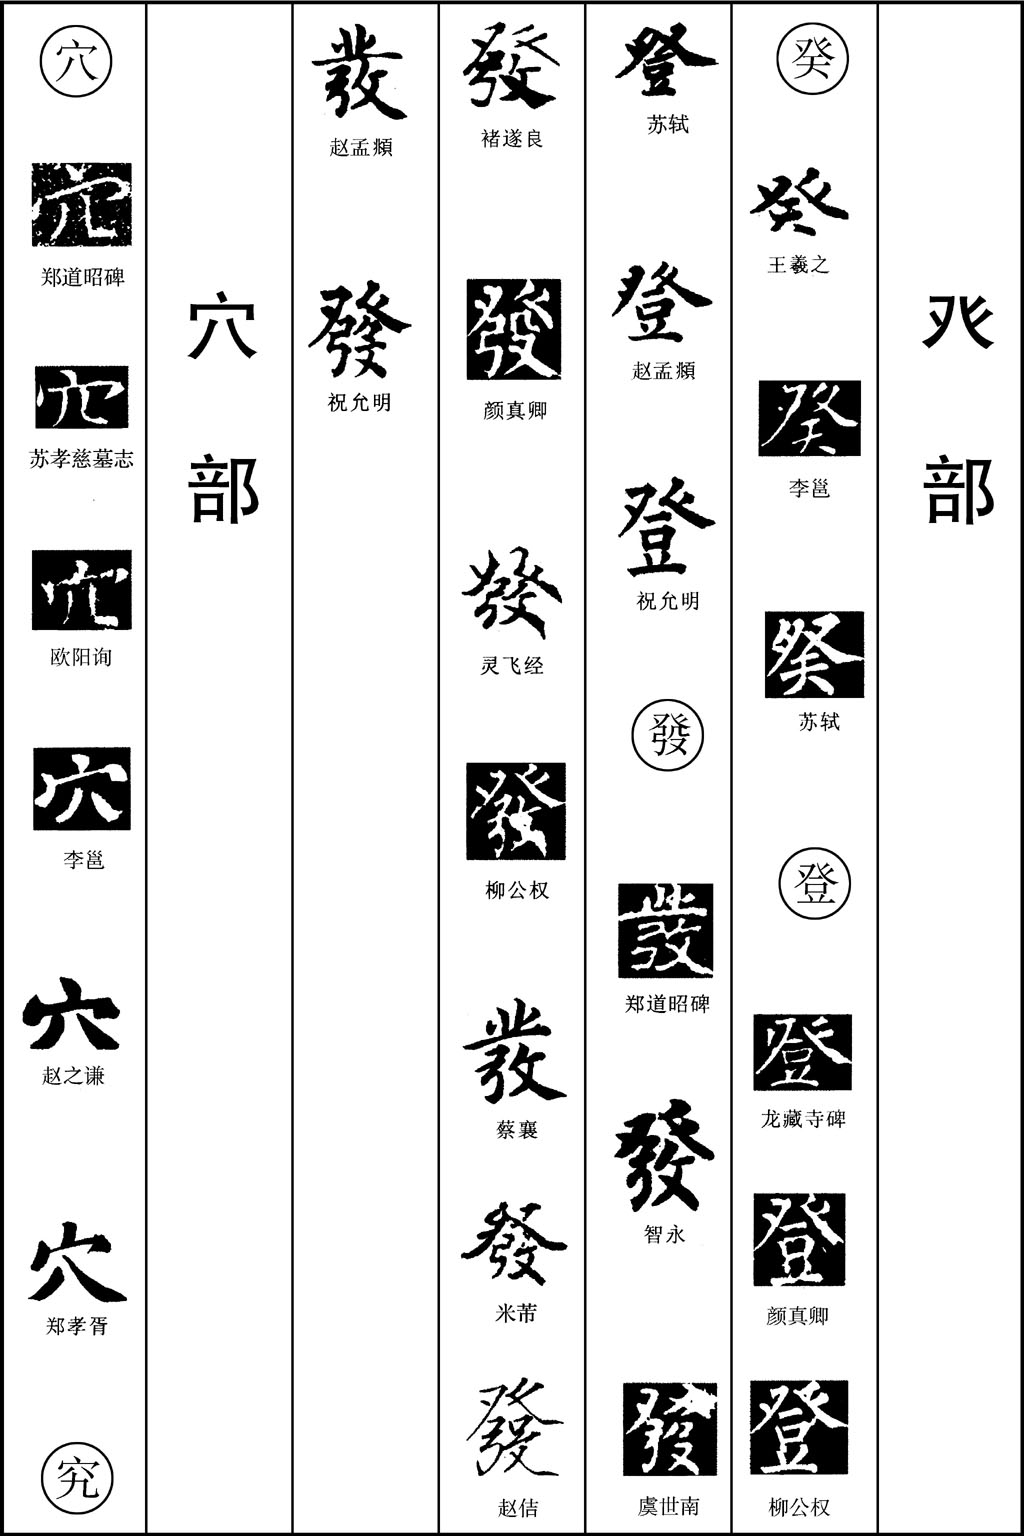 癶部
癸
癸
王羲之
癸
李邕
癸
苏轼
登
登
龙藏寺碑
登
颜真卿
登
柳公权
登
苏轼
登
赵孟頫
登
祝允明
發
發
郑道昭碑
發
智永
發
虞世南
發
褚遂良
發
颜真卿
發
灵飞经
發
柳公权
發
蔡襄
發
米芾
發
赵佶
發
赵孟頫
發
祝允明
穴部
穴
穴
郑道昭碑
穴
苏孝慈墓志
穴
欧阳询
穴
李邕
穴
赵之谦
穴
郑孝胥
究